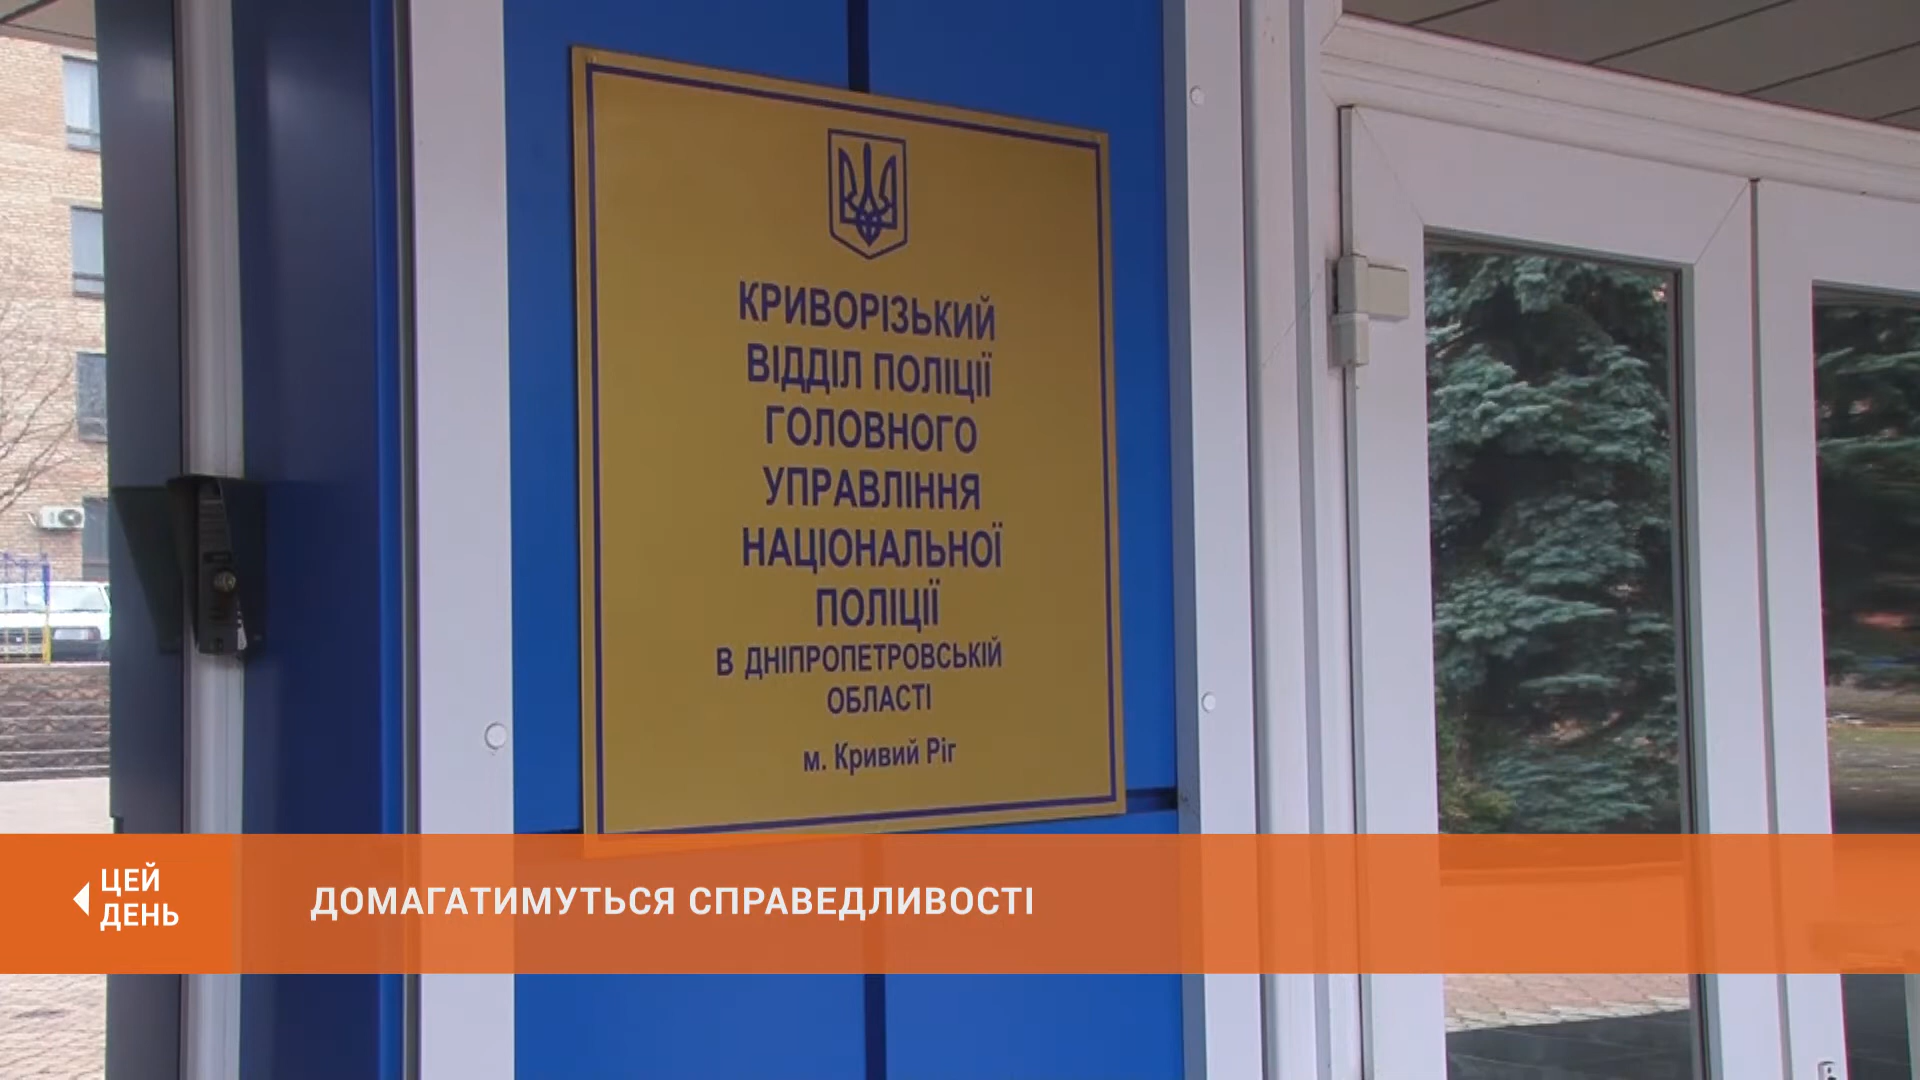 КРИВОРІЗЬКИЙ
ВІДДІЛ ПОЛІЦІЇ
ГОЛОВНОГО
УПРАВЛІННЯ
НАЦІОНАЛЬНОЇ
ПОЛІЦІЇ
В ДНІПРОПЕТРОВСЬКІЙ
ОБЛАСТІ
м. Кривий Ріг
ЦЕЙ
ДЕНЬ
ДОМАГАТИМУТЬСЯ СПРАВЕДЛИВОСТІ